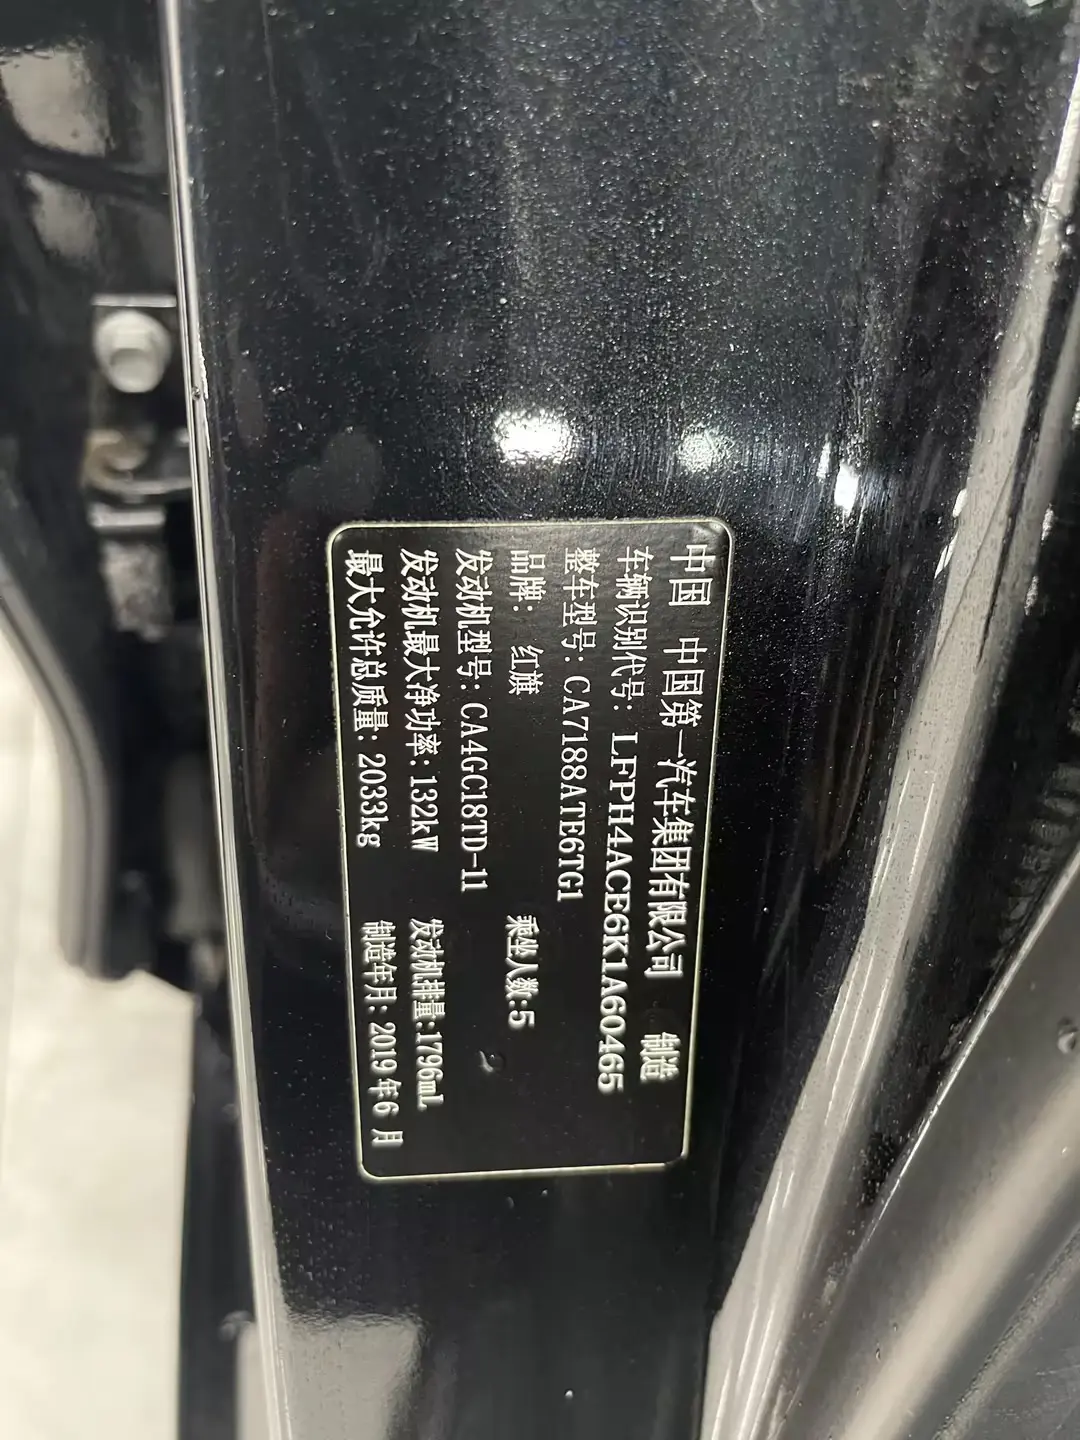 中国 中国第一汽车集团有限公司 制造
车辆识别代号: LFPH4ACE6K1A60465
整车型号: CA7188ATE6TG1
品牌: 红旗 乘坐人数:5
发动机型号: CA4GC18TD-11
发动机最大净功率: 132kW 发动机排量:1796mL
最大允许总质量: 2033kg 制造年月: 2019年6月